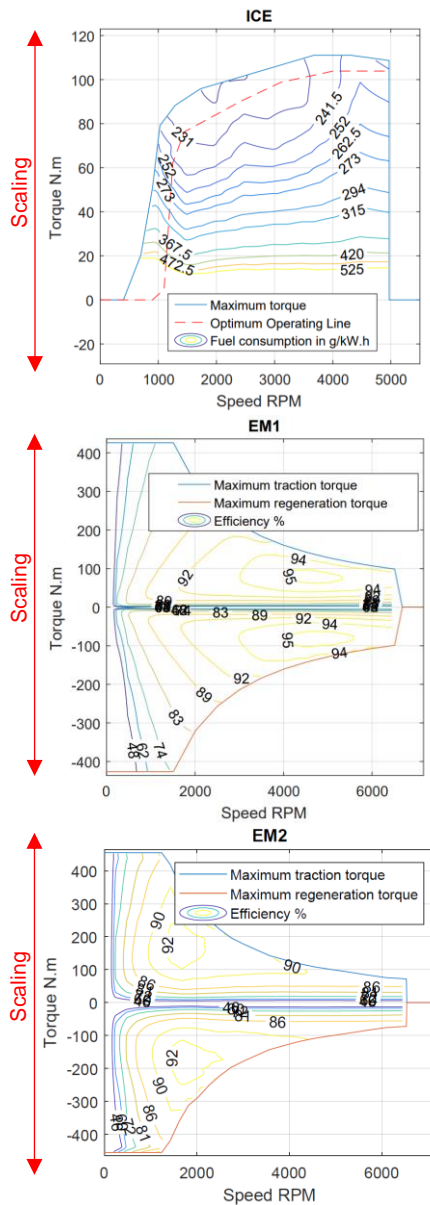 ICE
Scaling
Torque N.m
120
100
80
60
40
20
0
-20
231
241.5
252
262.5
252
273
273
294
315
367.5
420
472.5
525
Maximum torque
Optimum Operating Line
Fuel consumption in g/kW.h
0 1000 2000 3000 4000 5000
Speed RPM
EM1
Scaling
Torque N.m
400
300
200
100
0
-100
-200
-300
-400
Maximum traction torque
Maximum regeneration torque
Efficiency %
92
94
95
94
89
83 89 92 94
95
94
92
89
83
74
62
48
0 2000 4000 6000
Speed RPM
EM2
Scaling
Torque N.m
400
300
200
100
0
-100
-200
-300
-400
Maximum traction torque
Maximum regeneration torque
Efficiency %
90
92
90
86
86
48
61
86
92
90
86
81
72
0 2000 4000 6000
Speed RPM